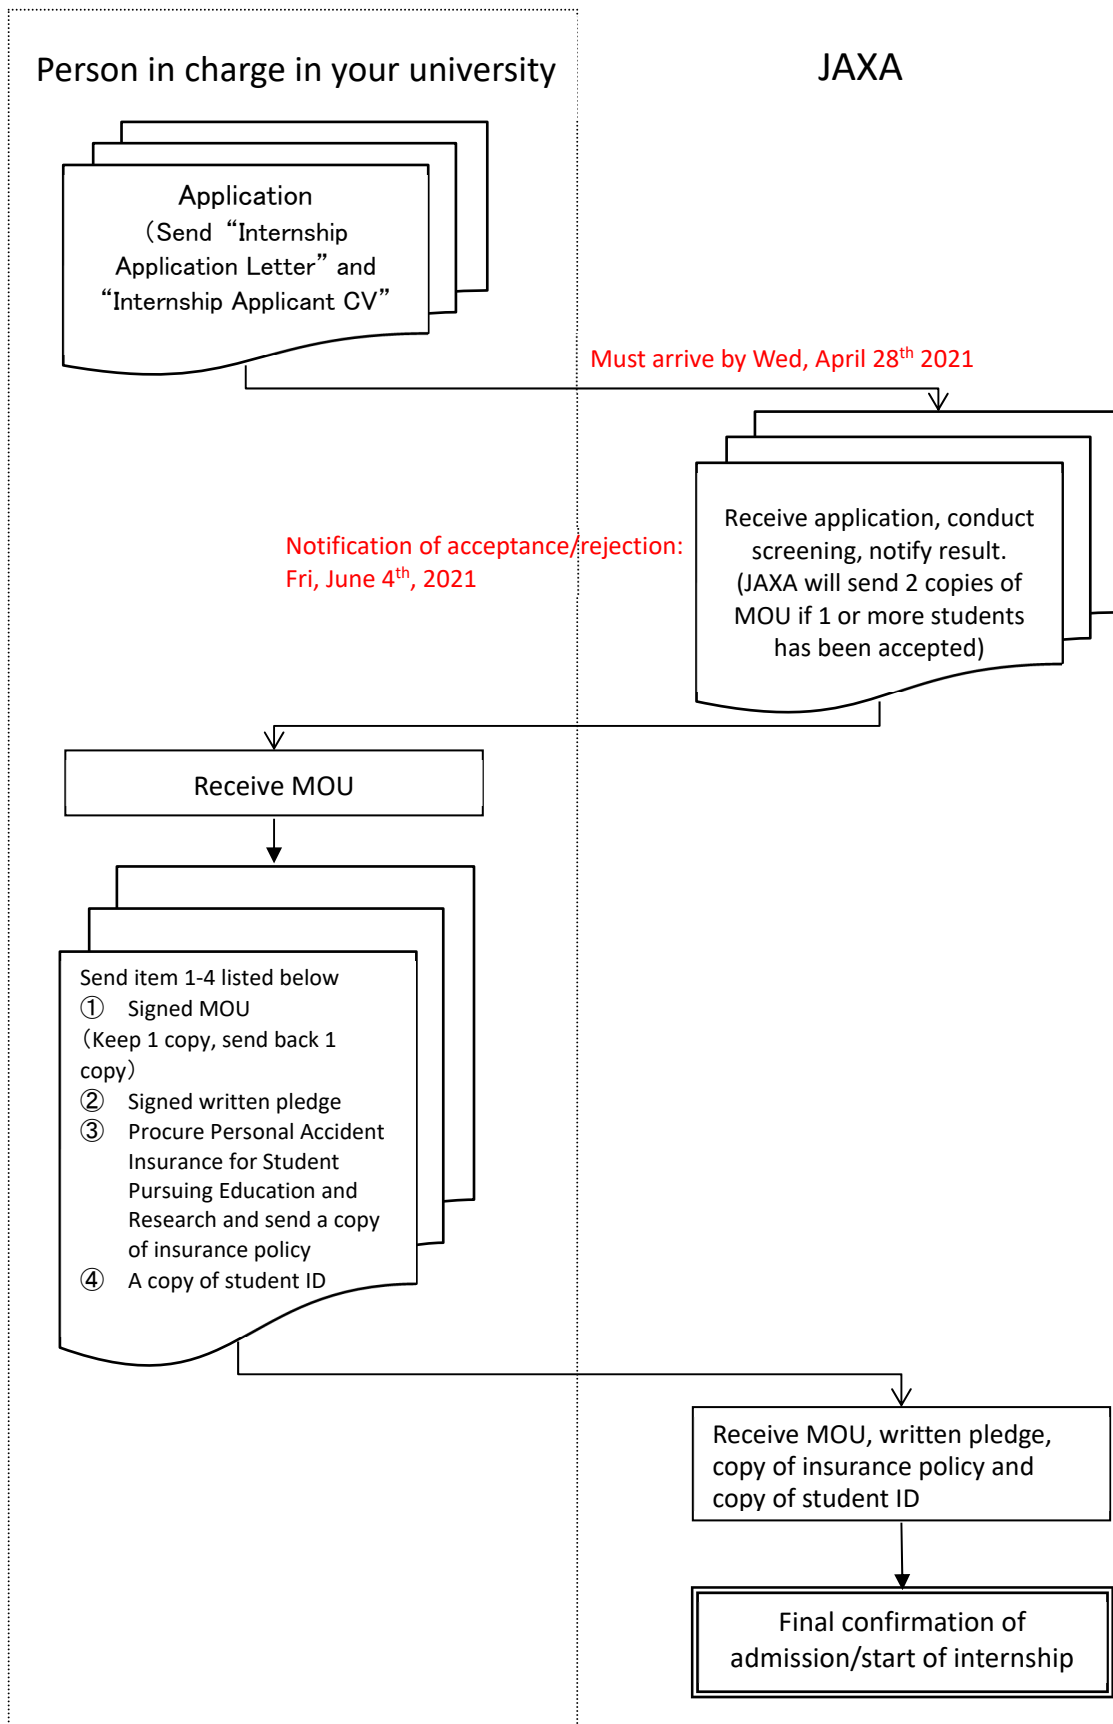 Person in charge in your university
JAXA
Application
（Send “Internship
Application Letter” and
“Internship Applicant CV”
Must arrive by Wed, April 28th 2021
Receive application, conduct
screening, notify result.
(JAXA will send 2 copies of
MOU if 1 or more students
has been accepted)
Notification of acceptance/rejection:
Fri, June 4th, 2021
Receive MOU
Send item 1-4 listed below
① Signed MOU
（Keep 1 copy, send back 1
copy）
② Signed written pledge
③ Procure Personal Accident
Insurance for Student
Pursuing Education and
Research and send a copy
of insurance policy
④ A copy of student ID
Receive MOU, written pledge,
copy of insurance policy and
copy of student ID
Final confirmation of
admission/start of internship